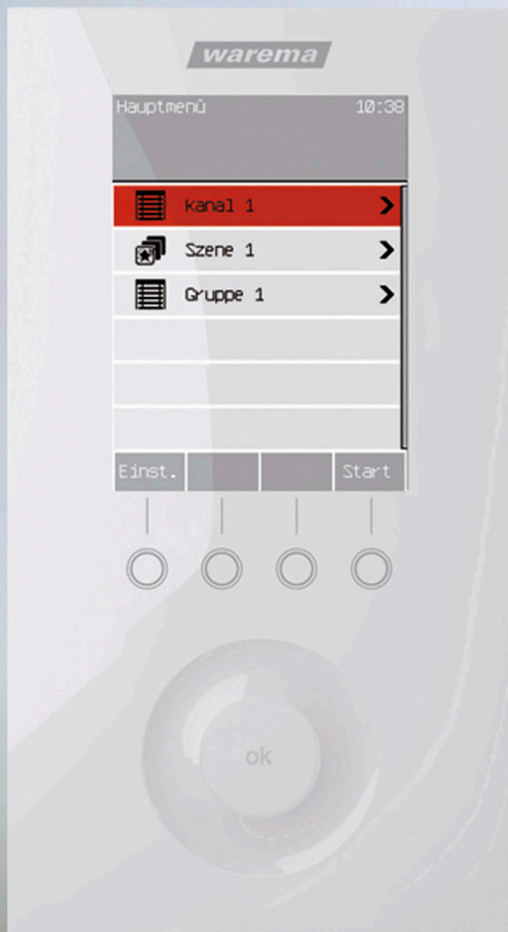 warema
Hauptmenü 10:38
Kanal 1
Szene 1
Gruppe 1
Einst. Start
ok